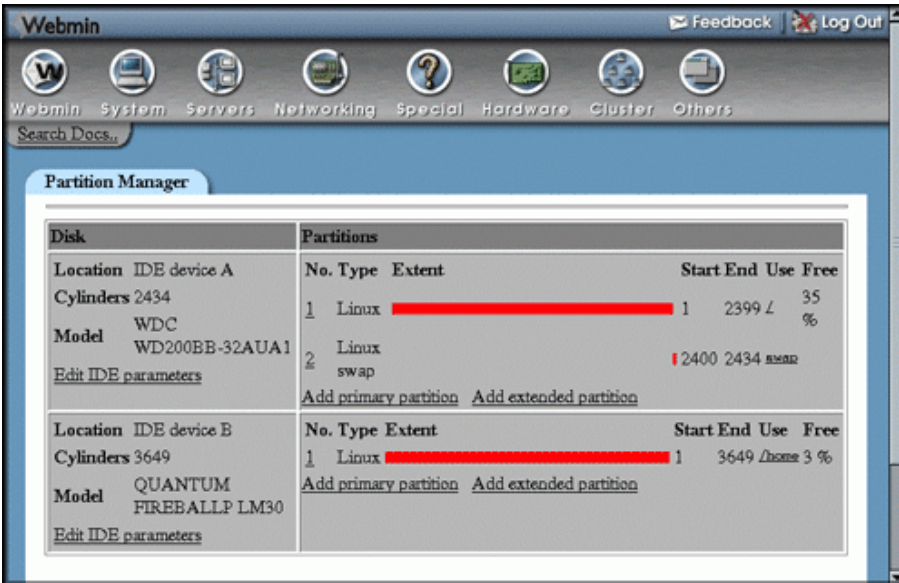 Webmin
Feedback Log Out
Webmin System Servers Networking Special Hardware Cluster Others
Search Docs..
Partition Manager
Disk
Partitions
Location IDE device A
Cylinders 2434
Model WDC
WD200BB-32AUA1
Edit IDE parameters
No. Type Extent Start End Use Free
1 Linux 1 2399 / 35
%
2 Linux
swap 2400 2434 swap
Add primary partition Add extended partition
Location IDE device B
Cylinders 3649
Model QUANTUM
FIREBALLP LM30
Edit IDE parameters
No. Type Extent Start End Use Free
1 Linux 1 3649 /home 3 %
Add primary partition Add extended partition